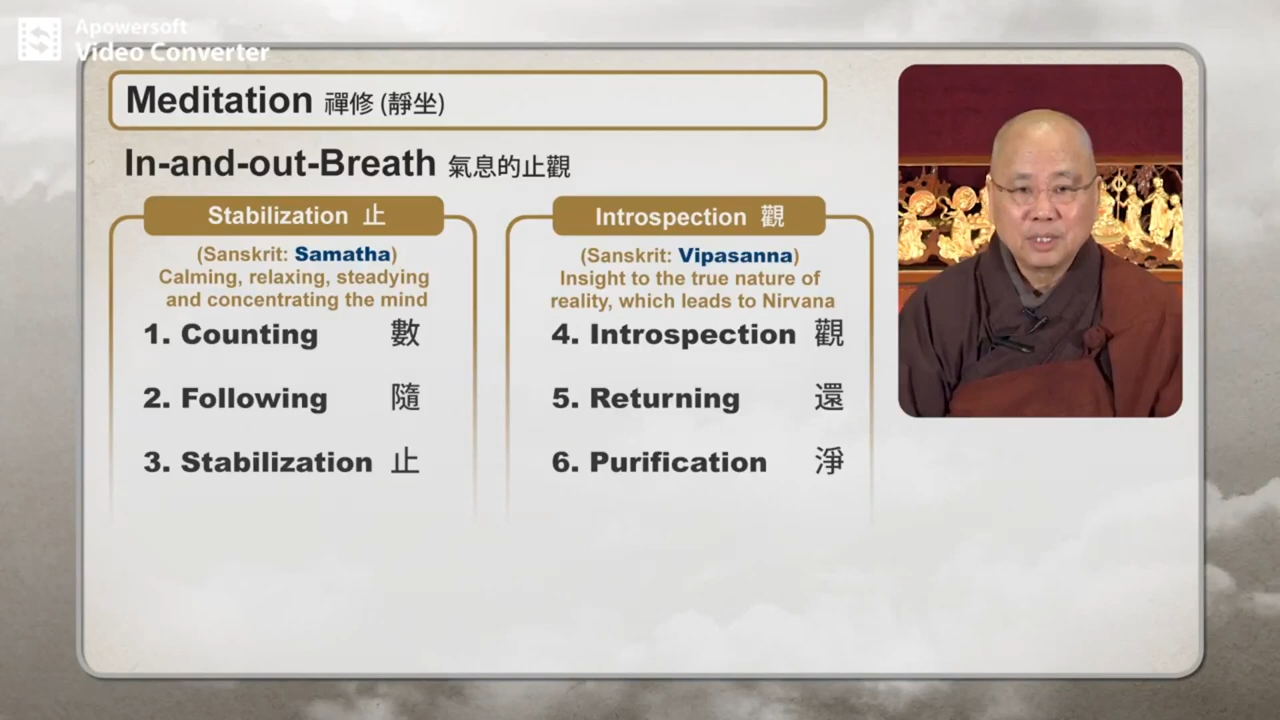 Apowersoft
Video Converter
Meditation 禪修 (靜坐)
In-and-out-Breath 氣息的止觀
Stabilization 止
(Sanskrit: Samatha)
Calming, relaxing, steadying
and concentrating the mind
1. Counting 數
2. Following 隨
3. Stabilization 止
Introspection 觀
(Sanskrit: Vipasanna)
Insight to the true nature of
reality, which leads to Nirvana
4. Introspection 觀
5. Returning 還
6. Purification 淨